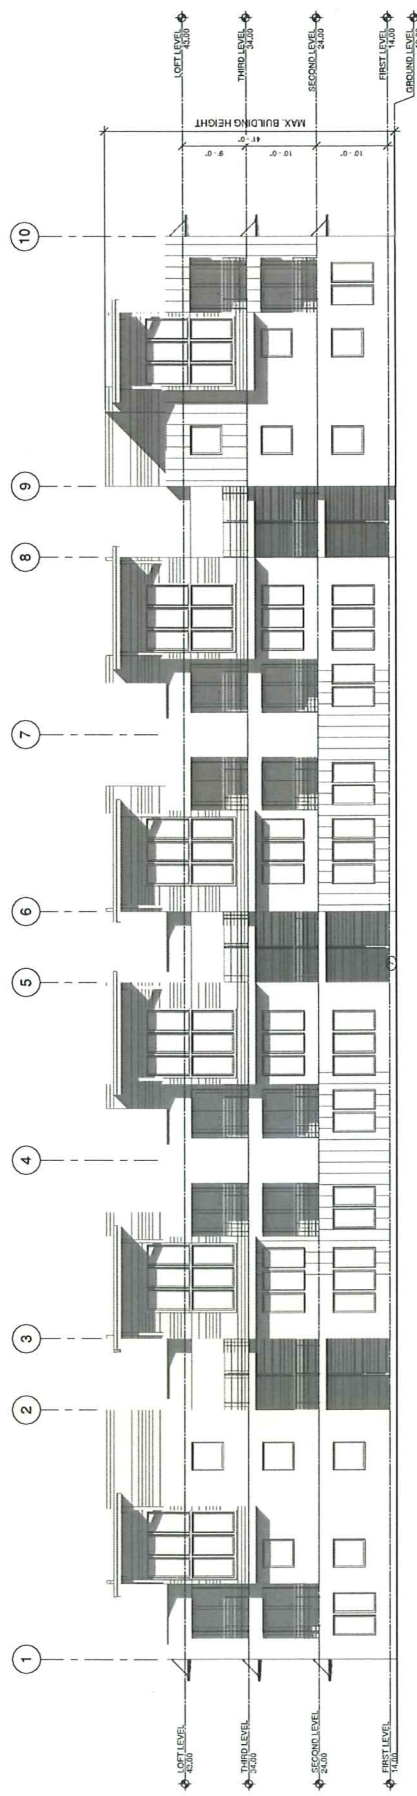 1
2
3
4
5
6
7
8
9
10
LOFT LEVEL
43.00
THIRD LEVEL
34.00
SECOND LEVEL
24.00
FIRST LEVEL
14.00
MAX. BUILDING HEIGHT
41' - 0"
9' - 0"
10' - 0"
10' - 0"
LOFT LEVEL
43.00
THIRD LEVEL
34.00
SECOND LEVEL
24.00
FIRST LEVEL
14.00
GROUND LEVEL